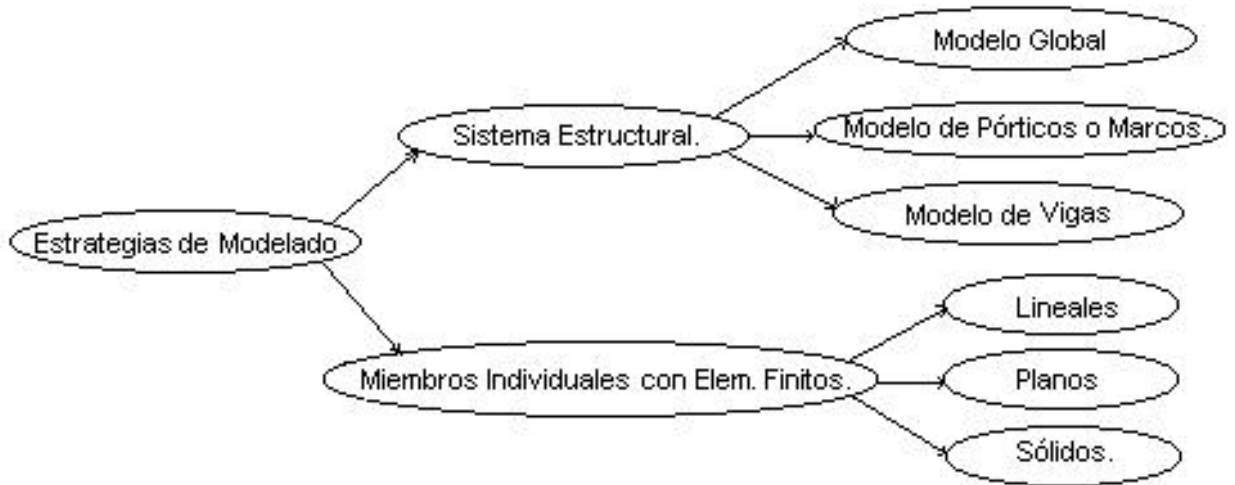 Modelo Global
Sistema Estructural.
Modelo de Pórticos o Marcos.
Modelo de Vigas
Estrategias de Modelado
Lineales
Miembros Individuales con Elem. Finitos.
Planos
Sólidos.